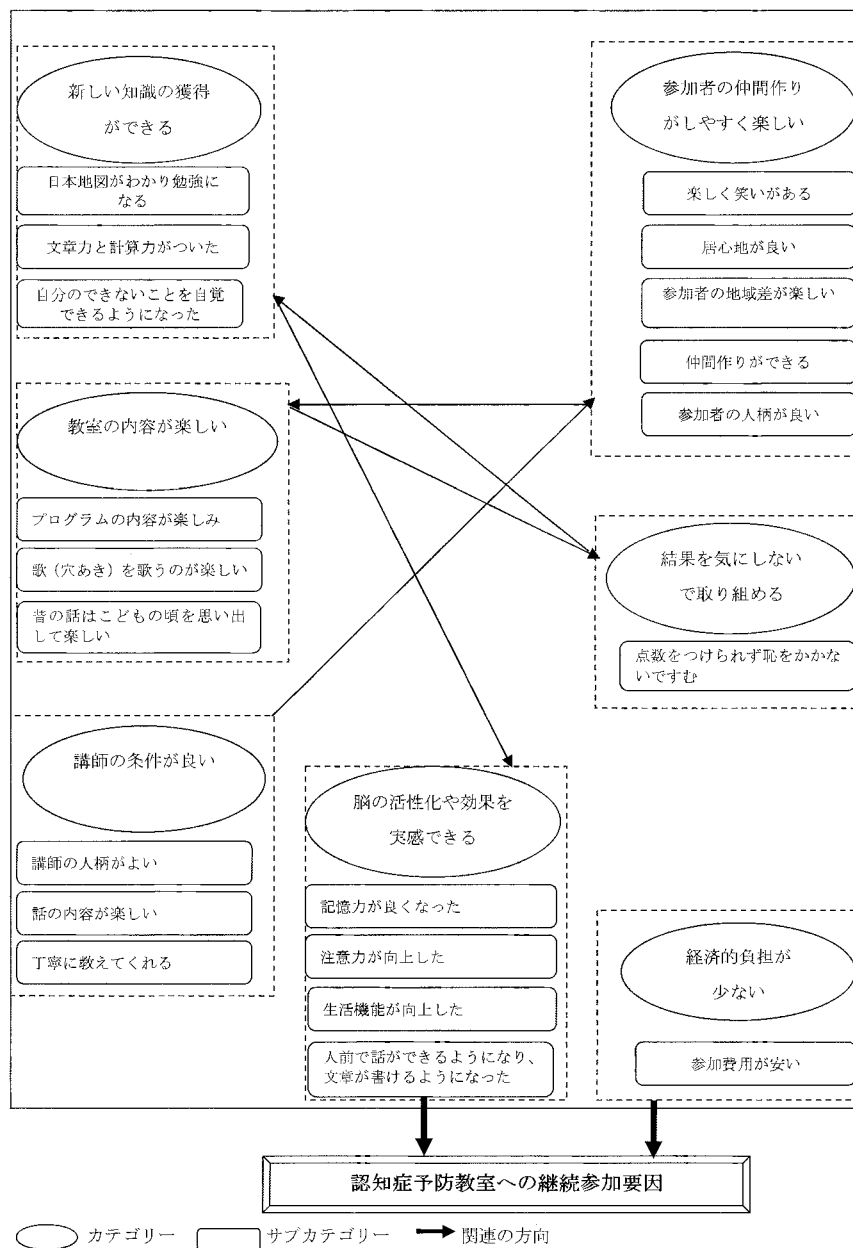 新しい知識の獲得
ができる
日本地図がわかり勉強に
なる
文章力と計算力がついた
自分のできないことを自覚
できるようになった
参加者の仲間作り
がしやすく楽しい
楽しく笑いがある
居心地が良い
参加者の地域差が楽しい
仲間作りができる
参加者の人柄が良い
教室の内容が楽しい
プログラムの内容が楽しみ
歌(穴あき)を歌うのが楽しい
昔の話はこどもの頃を思い出
して楽しい
結果を気にしない
で取り組める
点数をつけられず恥をかかな
いですむ
講師の条件が良い
講師の人柄がよい
話の内容が楽しい
丁寧に教えてくれる
脳の活性化や効果を
実感できる
記憶力が良くなった
注意力が向上した
生活機能が向上した
人前で話ができるようになり、
文章が書けるようになった
経済的負担が
少ない
参加費用が安い
認知症予防教室への継続参加要因
カテゴリー サブカテゴリー 関連の方向